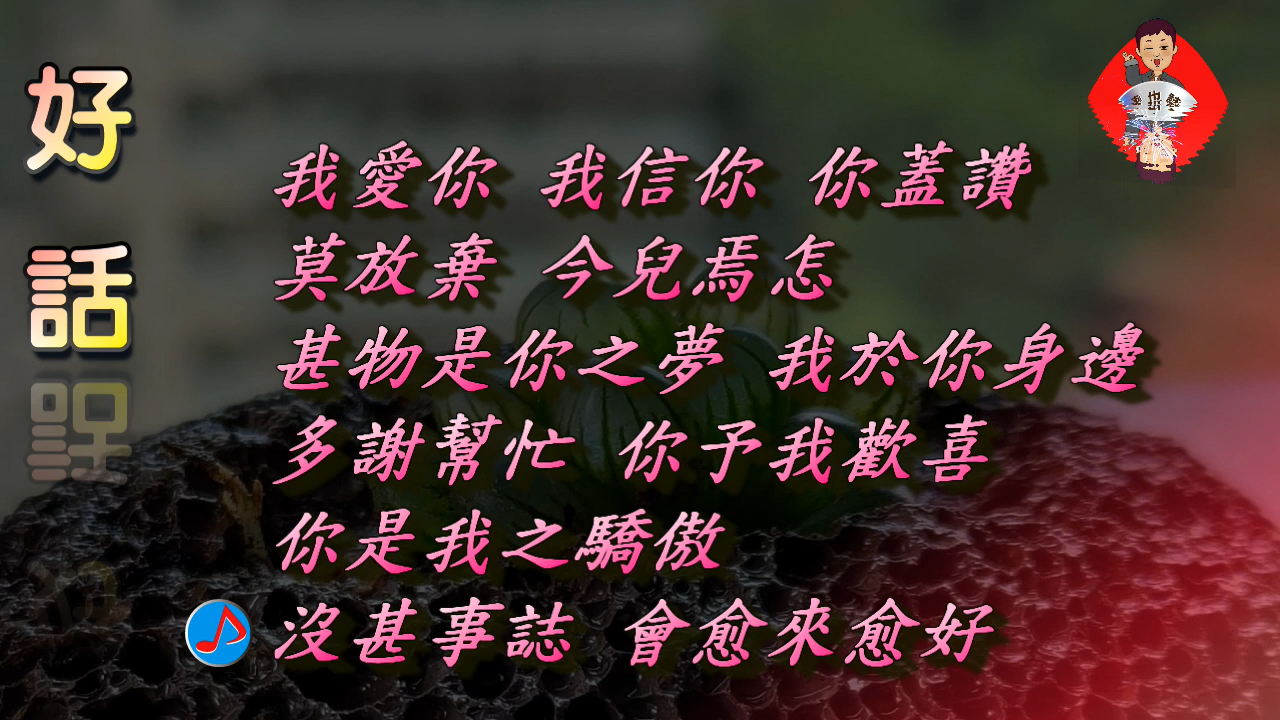 好話
我愛你 我信你 你蓋讚
莫放棄 今兒焉怎
甚物是你之夢 我於你身邊
多謝幫忙 你予我歡喜
你是我之驕傲
沒甚事誌 會愈來愈好